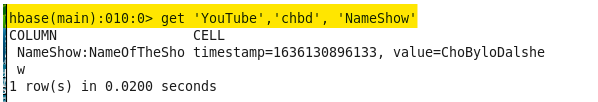 hbase(main):010:0> get 'YouTube','chbd', 'NameShow'
COLUMN                CELL
 NameShow:NameOfTheSho timestamp=1636130896133, value=ChoByloDalshe
 w
1 row(s) in 0.0200 seconds